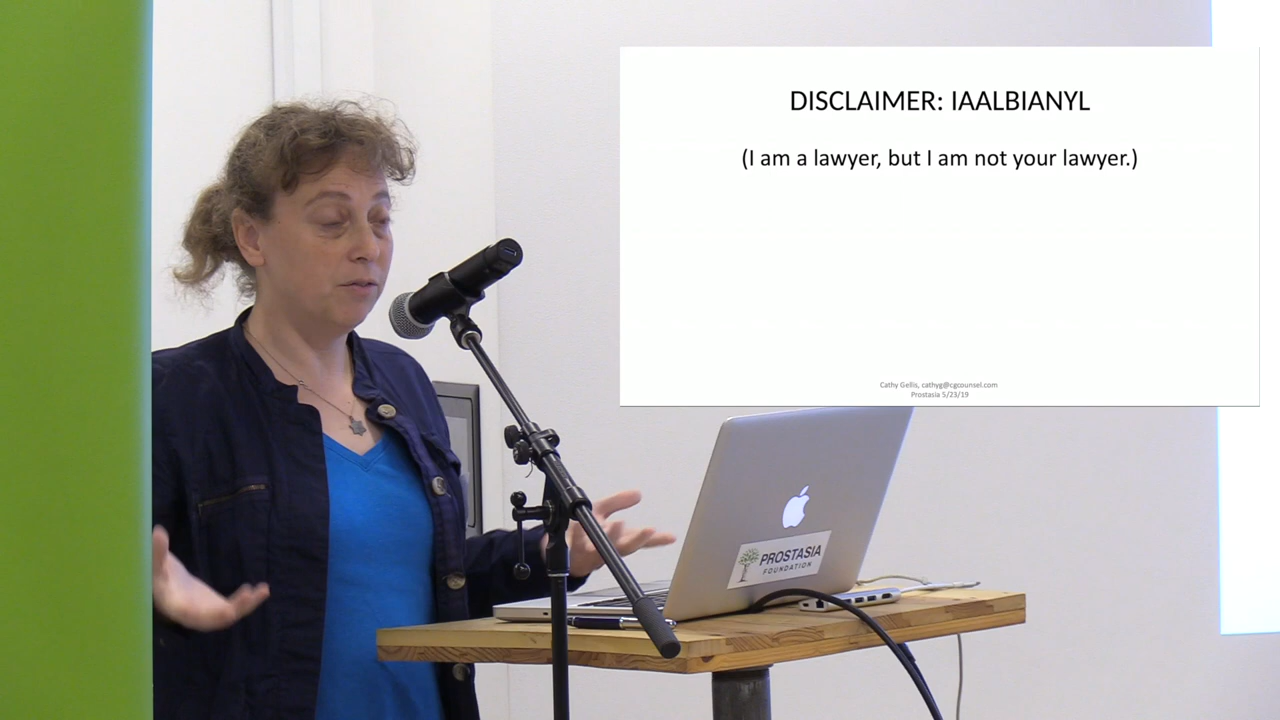 DISCLAIMER: IAALBIANYL
(I am a lawyer, but I am not your lawyer.)
Cathy Gellis, cathyg@cgcounsel.com
Prostasia 5/23/19
PROSTASIA
FOUNDATION